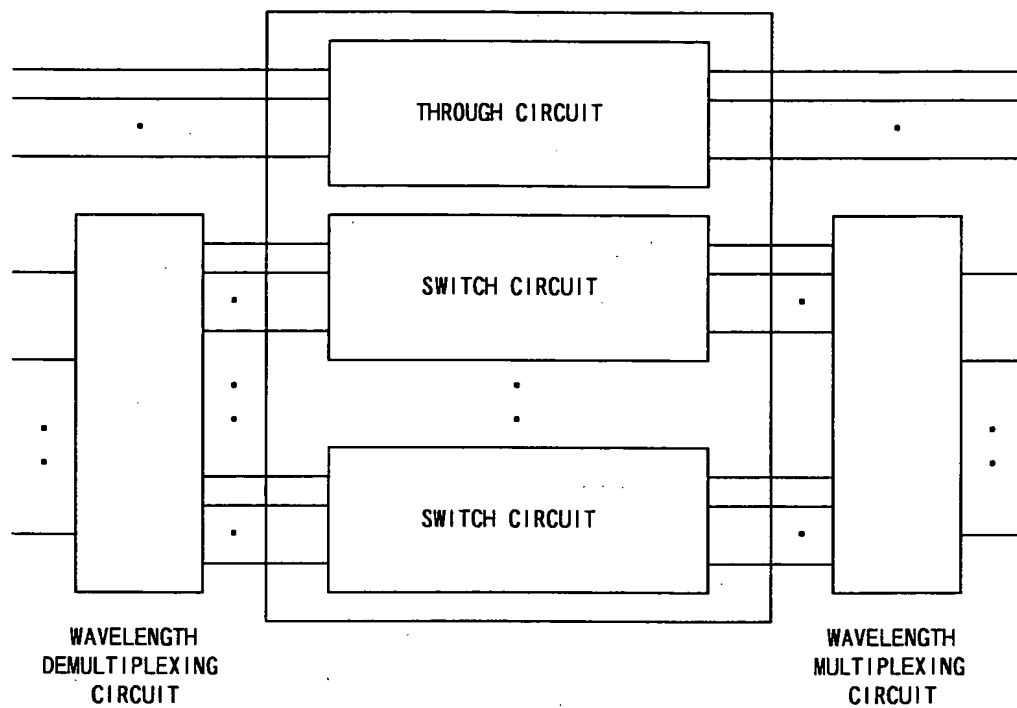 THROUGH CIRCUIT
SWITCH CIRCUIT
SWITCH CIRCUIT
WAVELENGTH
DEMULTIPLEXING
CIRCUIT
WAVELENGTH
MULTIPLEXING
CIRCUIT